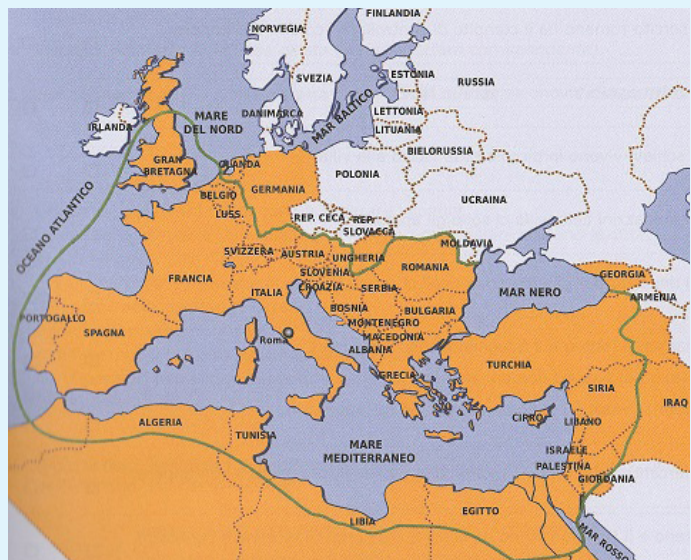 FINLANDIA
NORVEGIA
SVEZIA
ESTONIA
RUSSIA
LETTONIA
LITUANIA
MAR BALTICO
DANIMARCA
MARE
DEL NORD
IRLANDA
BIELORUSSIA
GRAN
BRETAGNA
OLANDA
POLONIA
GERMANIA
BELGIO
UCRAINA
LUSS.
REP. CECA
REP.
SLOVACCA
OCEANO ATLANTICO
MOLDAVIA
SVIZZERA
AUSTRIA
UNGHERIA
ROMANIA
SLOVENIA
CROAZIA
FRANCIA
ITALIA
SERBIA
GEORGIA
MAR NERO
ARMENIA
BOSNIA
BULGARIA
PORTOGALLO
MONTENEGRO
SPAGNA
MACEDONIA
Roma
ALBANIA
TURCHIA
GRECIA
SIRIA
IRAQ
CIPRO
LIBANO
ALGERIA
TUNISIA
MARE
MEDITERRANEO
ISRAELE
PALESTINA
GIORDANIA
EGITTO
LIBIA
MAR ROSSO